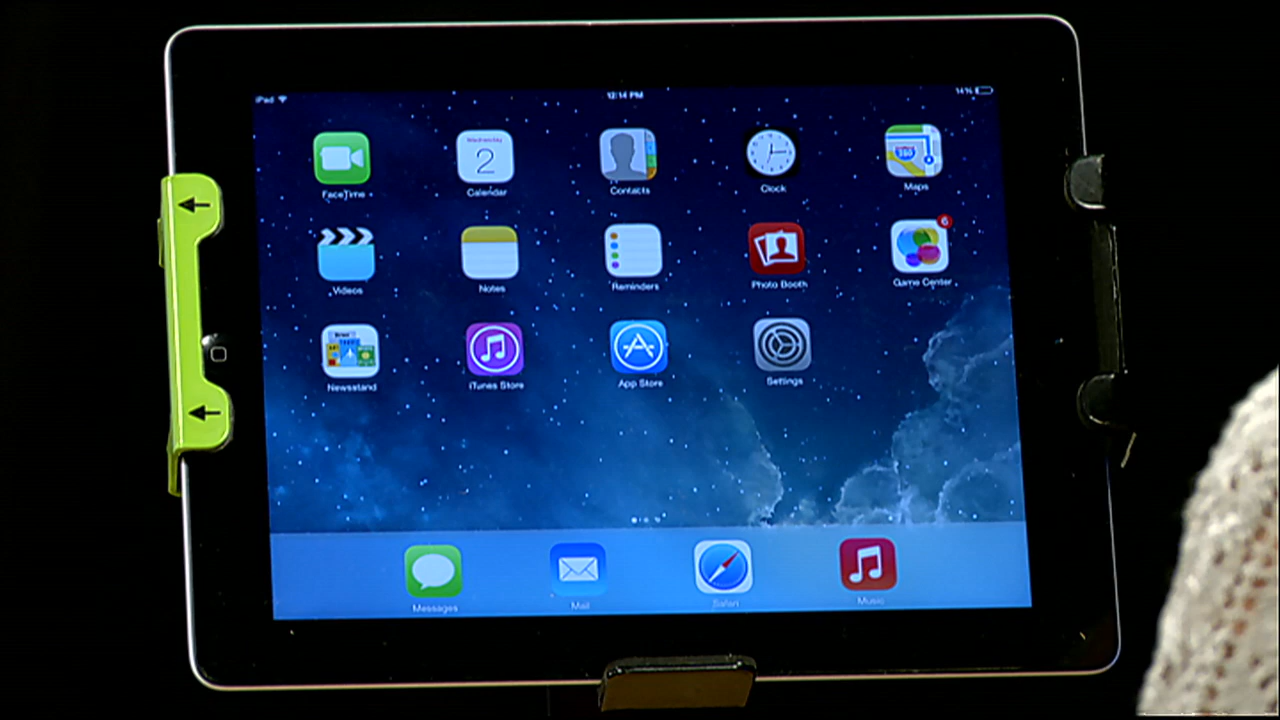 iPad 12:14 PM 14%
FaceTime Calendar Contacts Clock Maps
Wednesday
2
280
6
Videos Notes Reminders Photo Booth Game Center
Newsstand iTunes Store App Store Settings
Messages Mail Safari Music